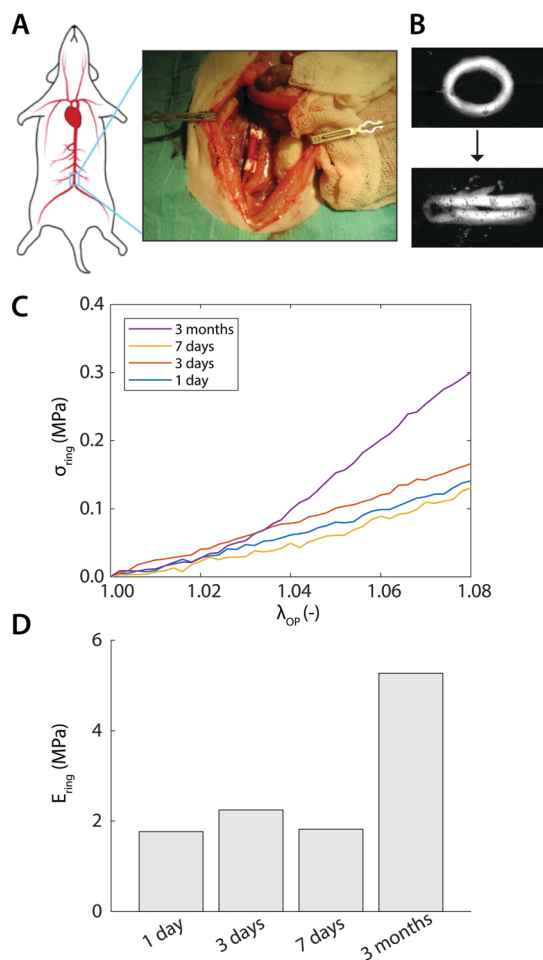 A
B
C
0.4
0.3
0.2
0.1
0.0
σring (MPa)
3 months
7 days
3 days
1 day
1.00
1.02
1.04
1.06
1.08
λOP (-)
D
6
4
2
0
Ering (MPa)
1 day
3 days
7 days
3 months